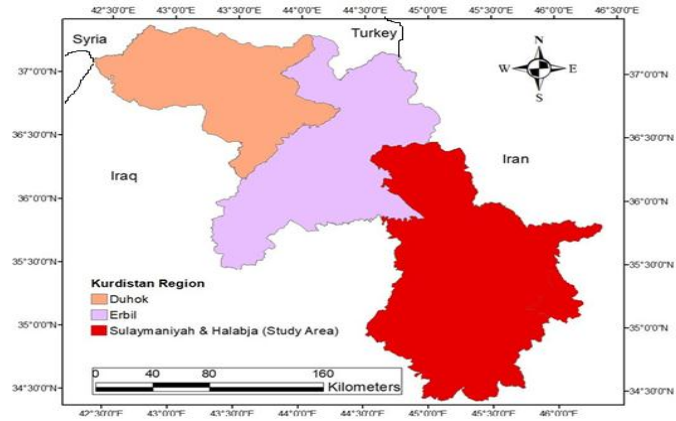 42°30'0"E 43°0'0"E 43°30'0"E 44°0'0"E 44°30'0"E 45°0'0"E 45°30'0"E 46°0'0"E 46°30'0"E
Syria
Turkey
N
W E
S
37°0'0"N 37°0'0"N
36°30'0"N 36°30'0"N
Iran
Iraq
36°0'0"N 36°0'0"N
35°30'0"N 35°30'0"N
Kurdistan Region
Duhok
Erbil
Sulaymaniyah & Halabja (Study Area)
35°0'0"N 35°0'0"N
0 40 80 160
Kilometers
34°30'0"N 34°30'0"N
42°30'0"E 43°0'0"E 43°30'0"E 44°0'0"E 44°30'0"E 45°0'0"E 45°30'0"E 46°0'0"E